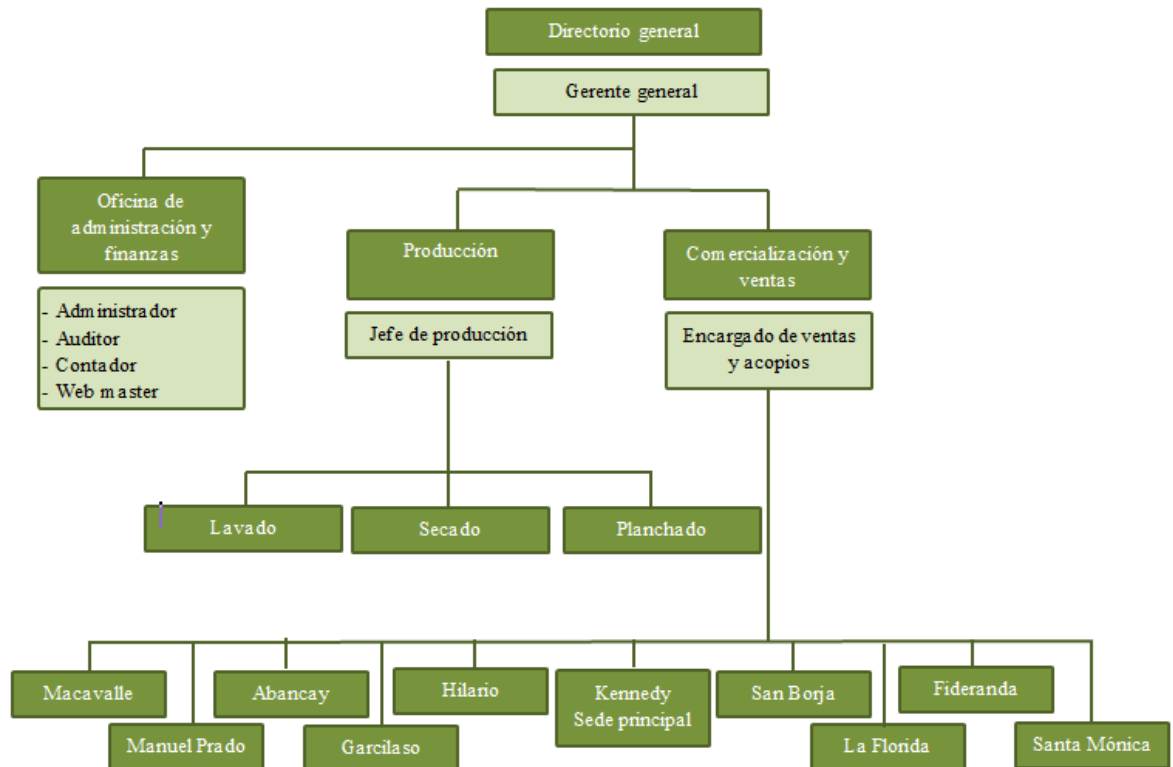 Directorio general
Gerente general
Oficina de
administración y
finanzas
- Administrador
- Auditor
- Contador
- Web master
Producción
Jefe de producción
Comercialización y
ventas
Encargado de ventas
y acopios
Lavado
Secado
Planchado
Macavalle
Manuel Prado
Abancay
Garcilaso
Hilario
Kennedy
Sede principal
San Borja
La Florida
Fideranda
Santa Mónica